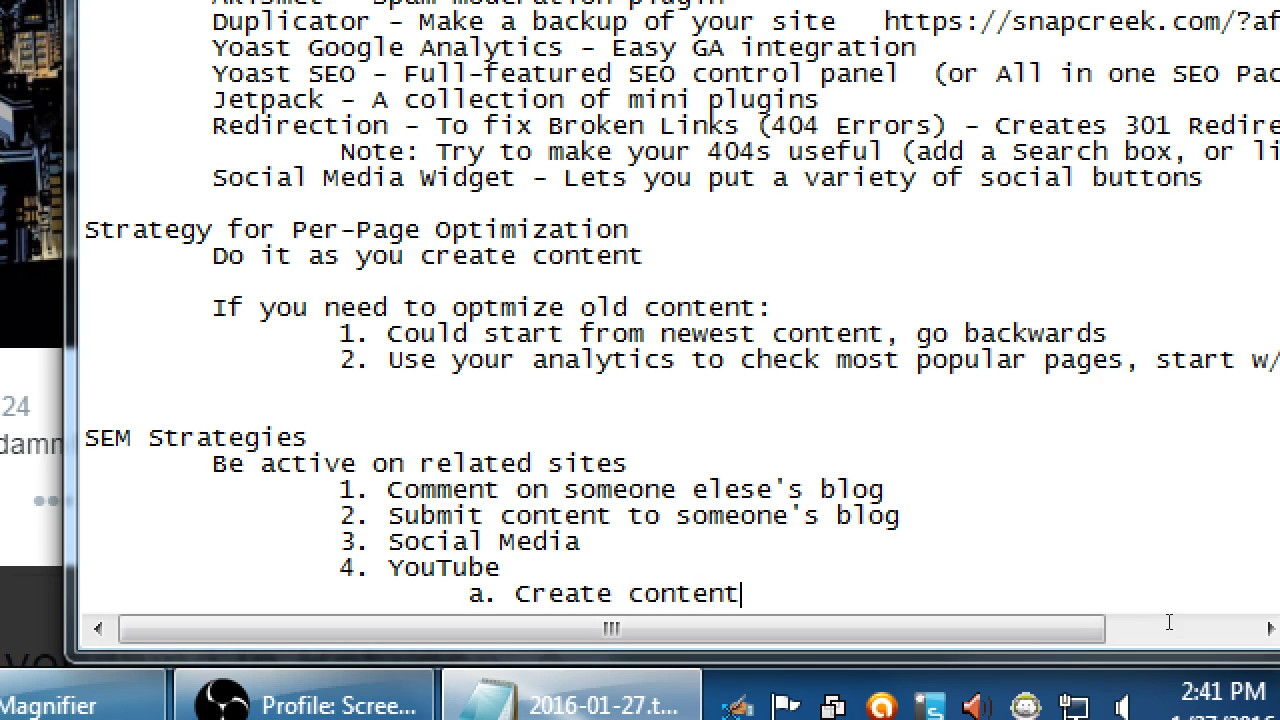 Duplicator - Make a backup of your site https://snapcreek.com/?af
Yoast Google Analytics - Easy GA integration
Yoast SEO - Full-featured SEO control panel (or All in one SEO Pac
Jetpack - A collection of mini plugins
Redirection - To fix Broken Links (404 Errors) - Creates 301 Redire
Note: Try to make your 404s useful (add a Search box, or li
Social Media Widget - Lets you put a variety of social buttons
Strategy for Per-Page Optimization
Do it as you create content
If you need to optmize old content:
1. Could start from newest content, go backwards
2. Use your analytics to check most popular pages, start w/
24
damn
SEM Strategies
Be active on related sites
1. Comment on someone elese's blog
2. Submit content to someone's blog
3. Social Media
4. YouTube
a. Create content
Magnifier
Profile: Scree...
2016-01-27.t...
2:41 PM